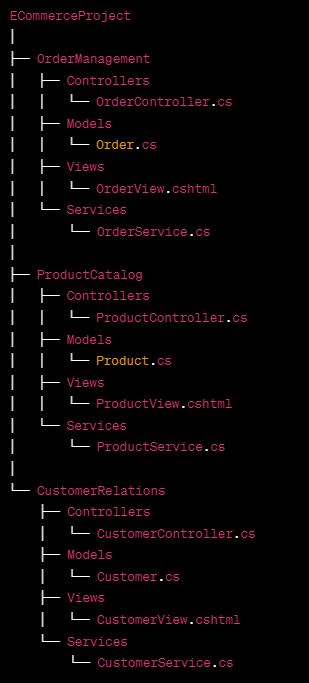 ECommerceProject
│
├── OrderManagement
│   ├── Controllers
│   │   └── OrderController.cs
│   ├── Models
│   │   └── Order.cs
│   ├── Views
│   │   └── OrderView.cshtml
│   └── Services
│       └── OrderService.cs
│
├── ProductCatalog
│   ├── Controllers
│   │   └── ProductController.cs
│   ├── Models
│   │   └── Product.cs
│   ├── Views
│   │   └── ProductView.cshtml
│   └── Services
│       └── ProductService.cs
│
└── CustomerRelations
    ├── Controllers
    │   └── CustomerController.cs
    ├── Models
    │   └── Customer.cs
    ├── Views
    │   └── CustomerView.cshtml
    └── Services
        └── CustomerService.cs